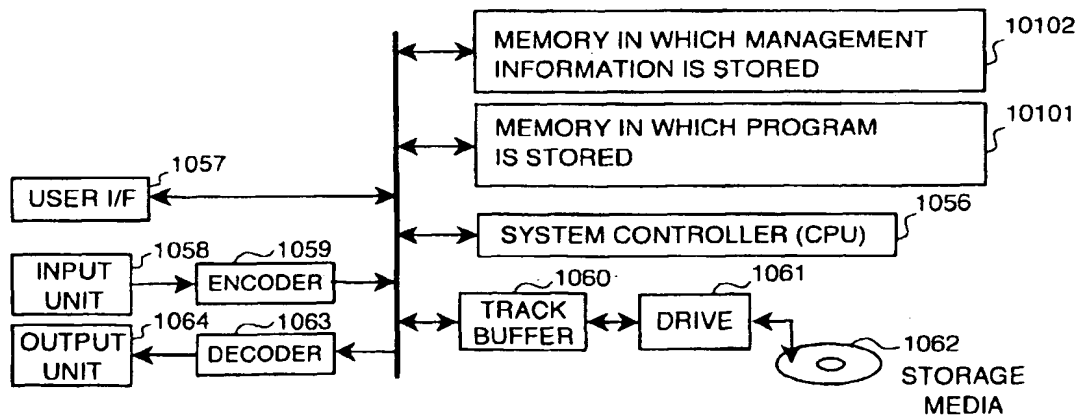 10102
MEMORY IN WHICH MANAGEMENT
INFORMATION IS STORED
10101
MEMORY IN WHICH PROGRAM
IS STORED
1057
USER I/F
1056
SYSTEM CONTROLLER (CPU)
1058
1059
INPUT
UNIT
ENCODER
1060
1061
TRACK
BUFFER
DRIVE
1064
1063
OUTPUT
UNIT
DECODER
1062
STORAGE
MEDIA